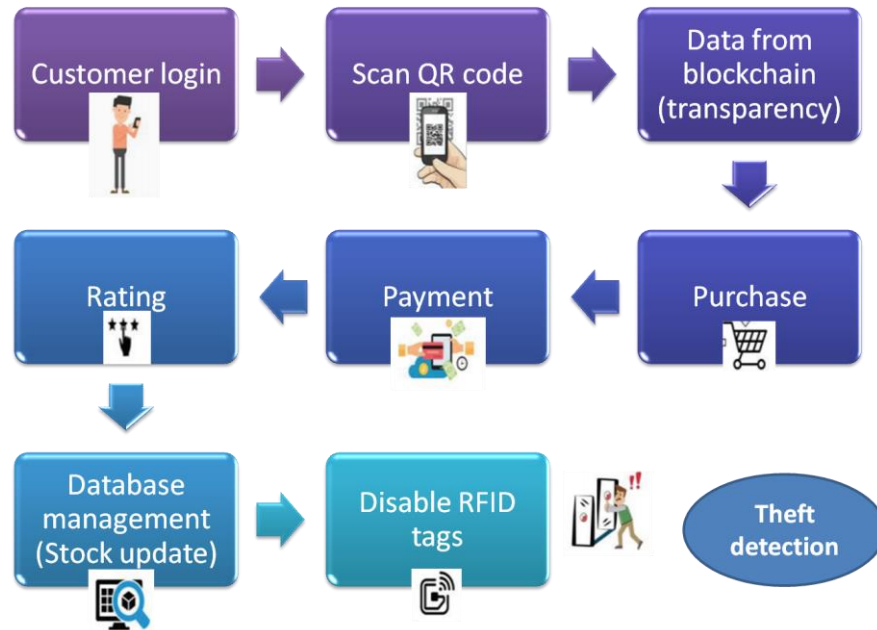 Customer login
Scan QR code
Data from
blockchain
(transparency)
Rating
Payment
Purchase
Database
management
(Stock update)
Disable RFID
tags
!!
Theft
detection